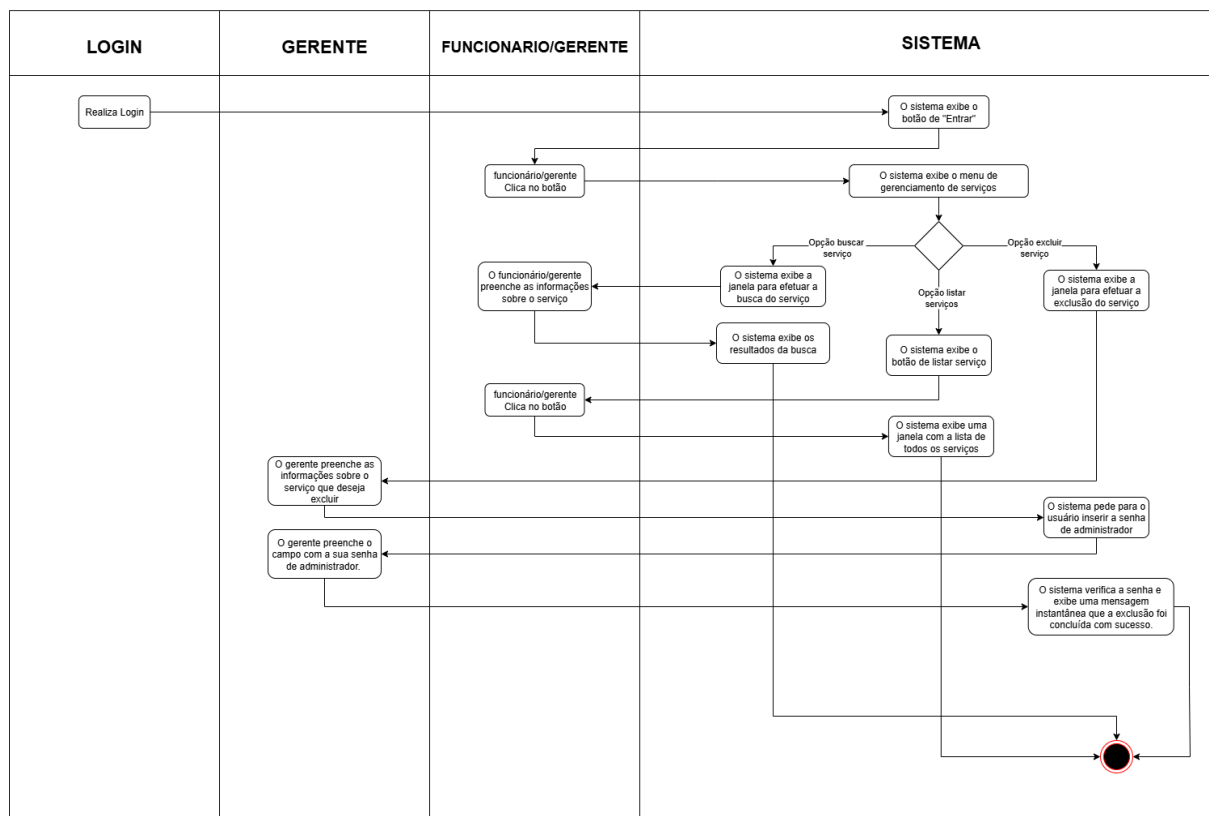 LOGIN
GERENTE
FUNCIONARIO/GERENTE
SISTEMA
Realiza Login
O sistema exibe o
botão de "Entrar"
funcionário/gerente
Clica no botão
O sistema exibe o menu de
gerenciamento de serviços
Opção buscar
serviço
Opção excluir
serviço
O funcionário/gerente
preenche as informações
sobre o serviço
O sistema exibe a
janela para efetuar a
busca do serviço
Opção listar
serviços
O sistema exibe a
janela para efetuar a
exclusão do serviço
O sistema exibe os
resultados da busca
O sistema exibe o
botão de listar serviço
funcionário/gerente
Clica no botão
O sistema exibe uma
janela com a lista de
todos os serviços
O gerente preenche as
informações sobre o
serviço que deseja
excluir
O sistema pede para o
usuário inserir a senha
de administrador
O gerente preenche o
campo com a sua senha
de administrador.
O sistema verifica a senha e
exibe uma mensagem
instantânea que a exclusão foi
concluída com sucesso.